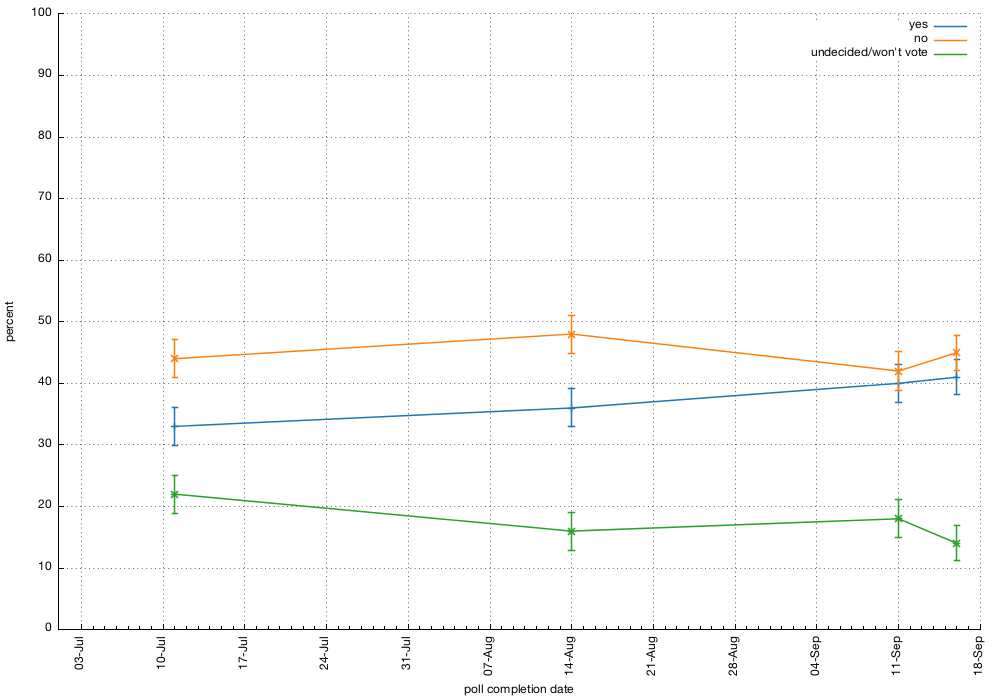 100
90
80
70
60
50
40
30
20
10
0
percent
yes
no
undecided/won't vote
03-Jul
10-Jul
17-Jul
24-Jul
31-Jul
07-Aug
14-Aug
21-Aug
28-Aug
04-Sep
11-Sep
18-Sep
poll completion date